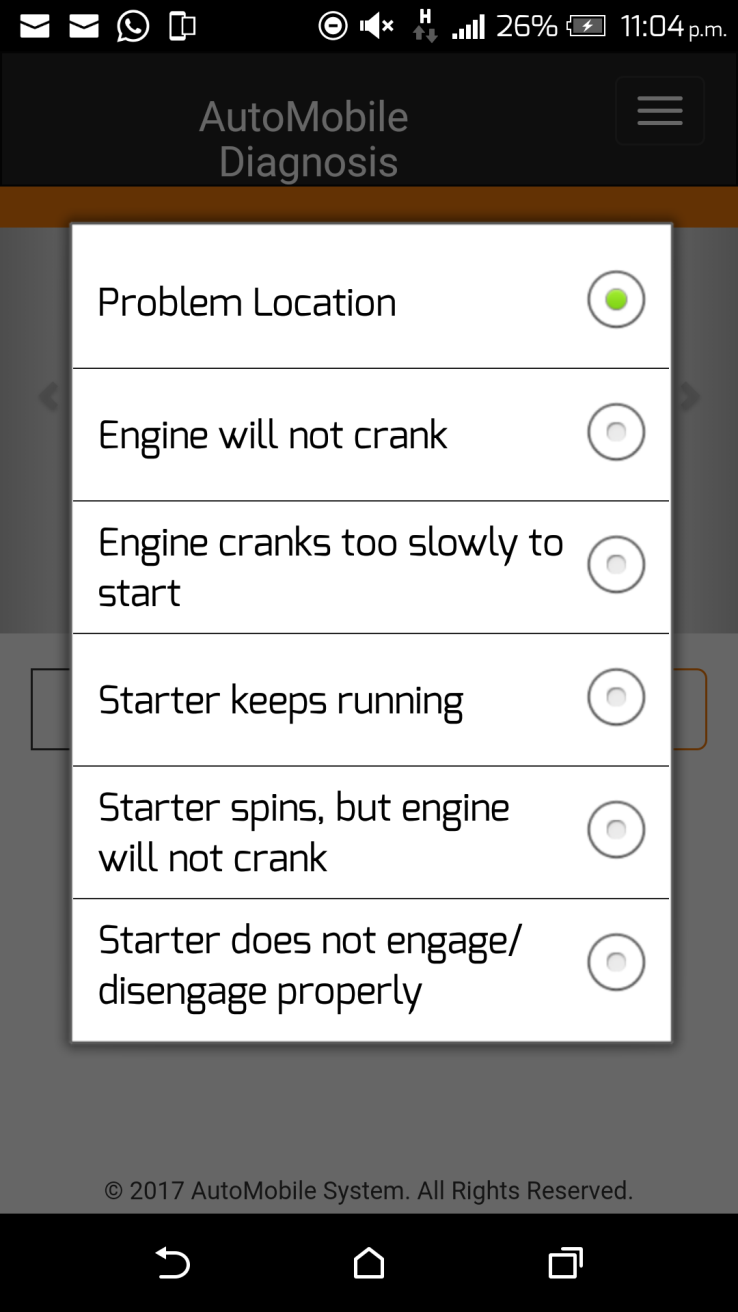 H
26%
11:04 p.m.
AutoMobile
Diagnosis
Problem Location
Engine will not crank
Engine cranks too slowly to
start
Starter keeps running
Starter spins, but engine
will not crank
Starter does not engage/
disengage properly
© 2017 AutoMobile System. All Rights Reserved.